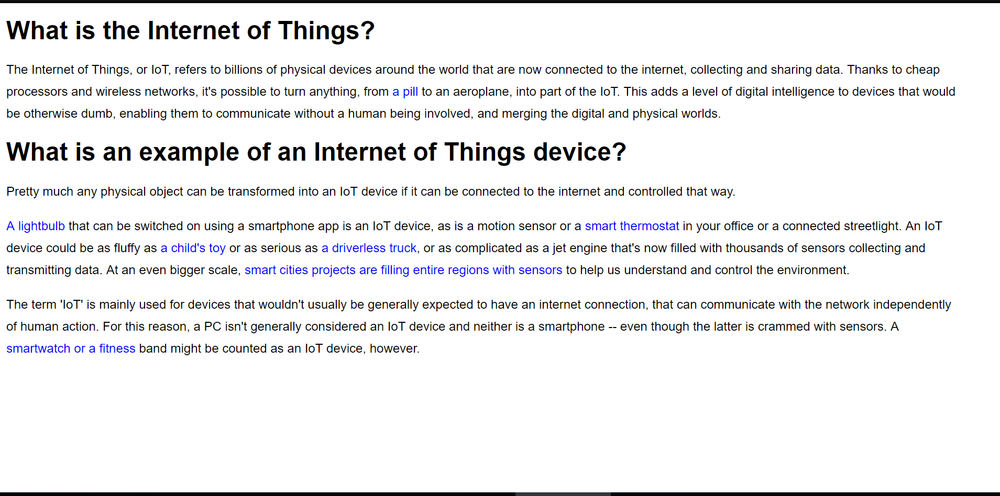 What is the Internet of Things?
The Internet of Things, or IoT, refers to billions of physical devices around the world that are now connected to the internet, collecting and sharing data. Thanks to cheap
processors and wireless networks, it's possible to turn anything, from a pill to an aeroplane, into part of the IoT. This adds a level of digital intelligence to devices that would
be otherwise dumb, enabling them to communicate without a human being involved, and merging the digital and physical worlds.
What is an example of an Internet of Things device?
Pretty much any physical object can be transformed into an IoT device if it can be connected to the internet and controlled that way.
A lightbulb that can be switched on using a smartphone app is an IoT device, as is a motion sensor or a smart thermostat in your office or a connected streetlight. An IoT
device could be as fluffy as a child's toy or as serious as a driverless truck, or as complicated as a jet engine that's now filled with thousands of sensors collecting and
transmitting data. At an even bigger scale, smart cities projects are filling entire regions with sensors to help us understand and control the environment.
The term 'IoT' is mainly used for devices that wouldn't usually be generally expected to have an internet connection, that can communicate with the network independently
of human action. For this reason, a PC isn't generally considered an IoT device and neither is a smartphone -- even though the latter is crammed with sensors. A
smartwatch or a fitness band might be counted as an IoT device, however.